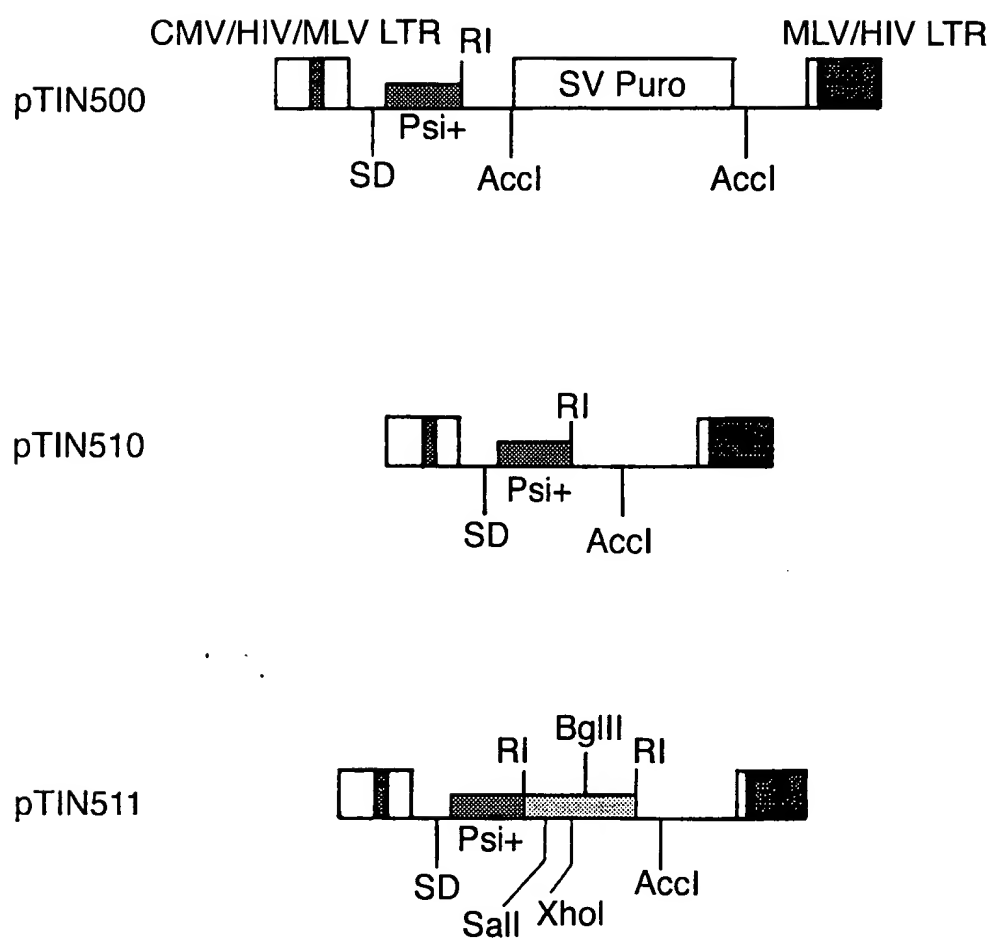 CMV/HIV/MLV LTR RI MLV/HIV LTR
pTIN500 SV Puro
Psi+
SD AccI AccI
RI
pTIN510
Psi+
SD AccI
BglII
RI RI
pTIN511
Psi+
SD AccI
SalI XhoI